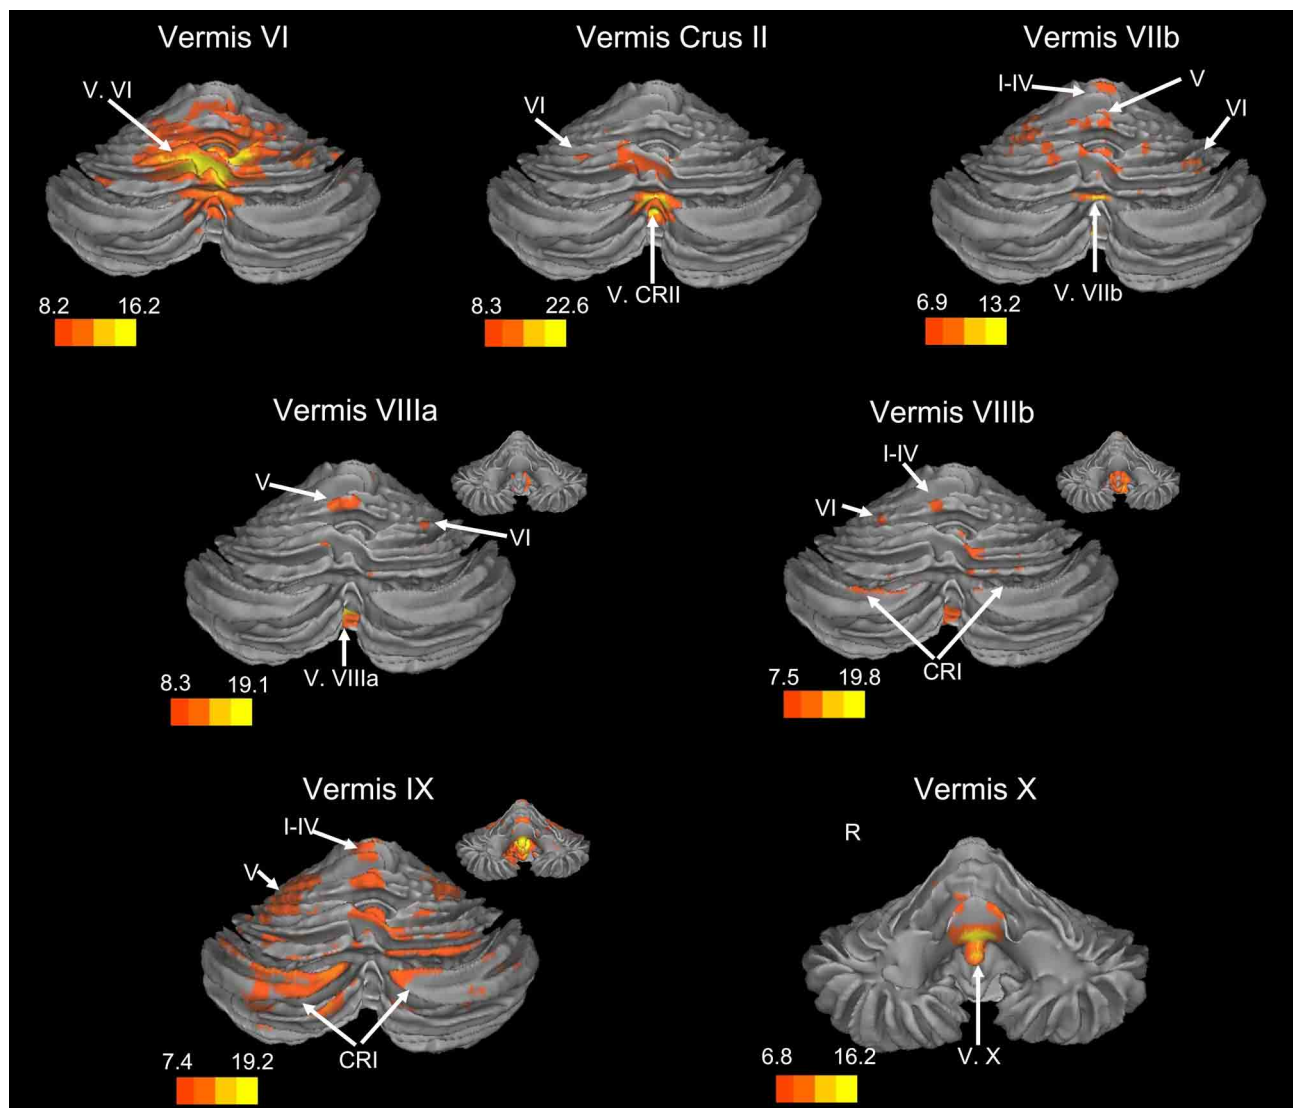 Vermis VI
Vermis Crus II
Vermis VIIb
V. VI
VI
I-IV
V
VI
V. CRII
V. VIIb
8.2 16.2
8.3 22.6
6.9 13.2
Vermis VIIIa
Vermis VIIIb
V
VI
I-IV
VI
V. VIIIa
CRI
8.3 19.1
7.5 19.8
Vermis IX
Vermis X
I-IV
V
R
CRI
V. X
7.4 19.2
6.8 16.2